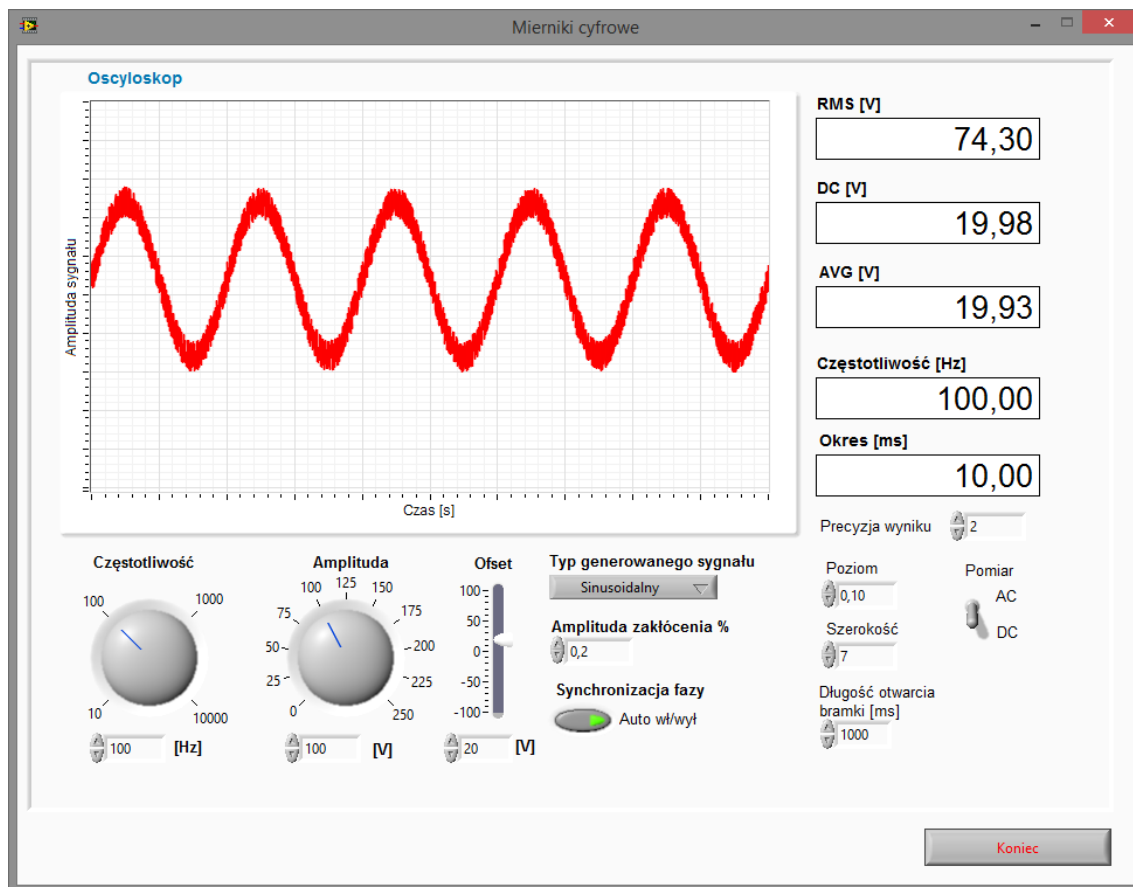 Mierniki cyfrowe
Oscyloskop
Amplituda sygnału
Czas [s]
RMS [V]
74,30
DC [V]
19,98
AVG [V]
19,93
Częstotliwość [Hz]
100,00
Okres [ms]
10,00
Precyzja wyniku 2
Częstotliwość
10
100
1000
10000
100 [Hz]
Amplituda
0
25
50
75
100
125
150
175
200
225
250
100 [V]
Ofset
100
50
0
-50
-100
20 [V]
Typ generowanego sygnału
Sinusoidalny
Amplituda zakłócenia %
0,2
Synchronizacja fazy
Auto wł/wył
Poziom
0,10
Szerokość
7
Długość otwarcia
bramki [ms]
1000
Pomiar
AC
DC
Koniec